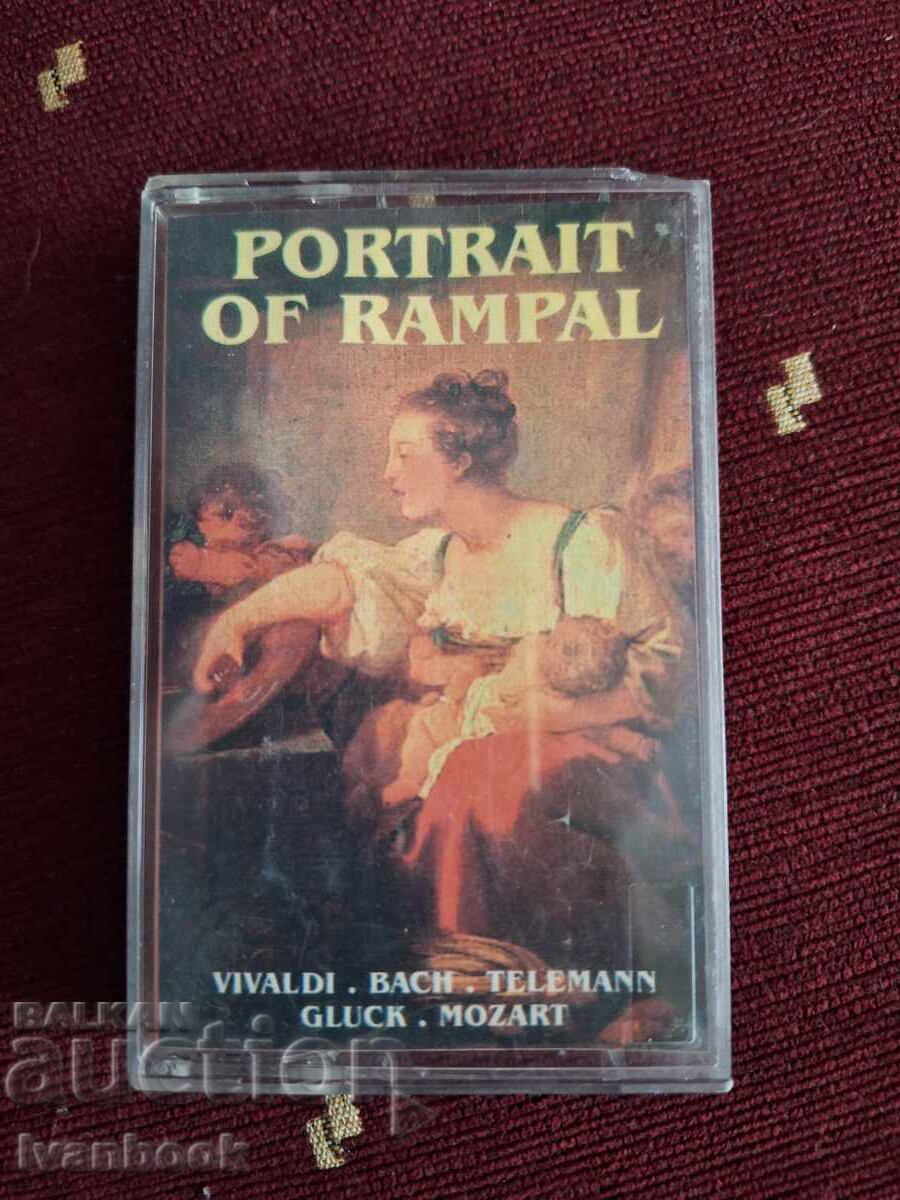 PORTRAIT
OF RAMPAL
VIVALDI . BACH . TELEMANN
GLUCK . MOZART
BALKAN
auction
Ivanbook